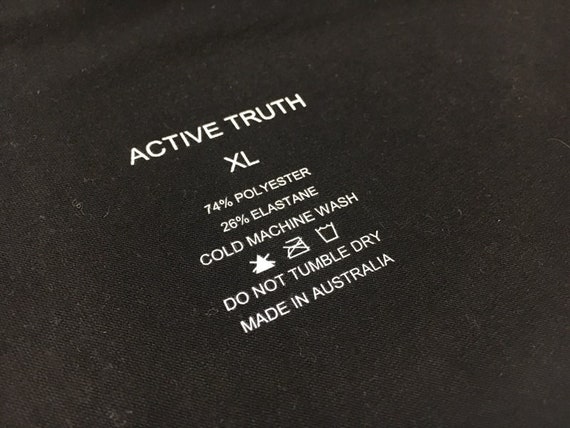 ACTIVE TRUTH
XL
74% POLYESTER
26% ELASTANE
COLD MACHINE WASH
DO NOT TUMBLE DRY
MADE IN AUSTRALIA